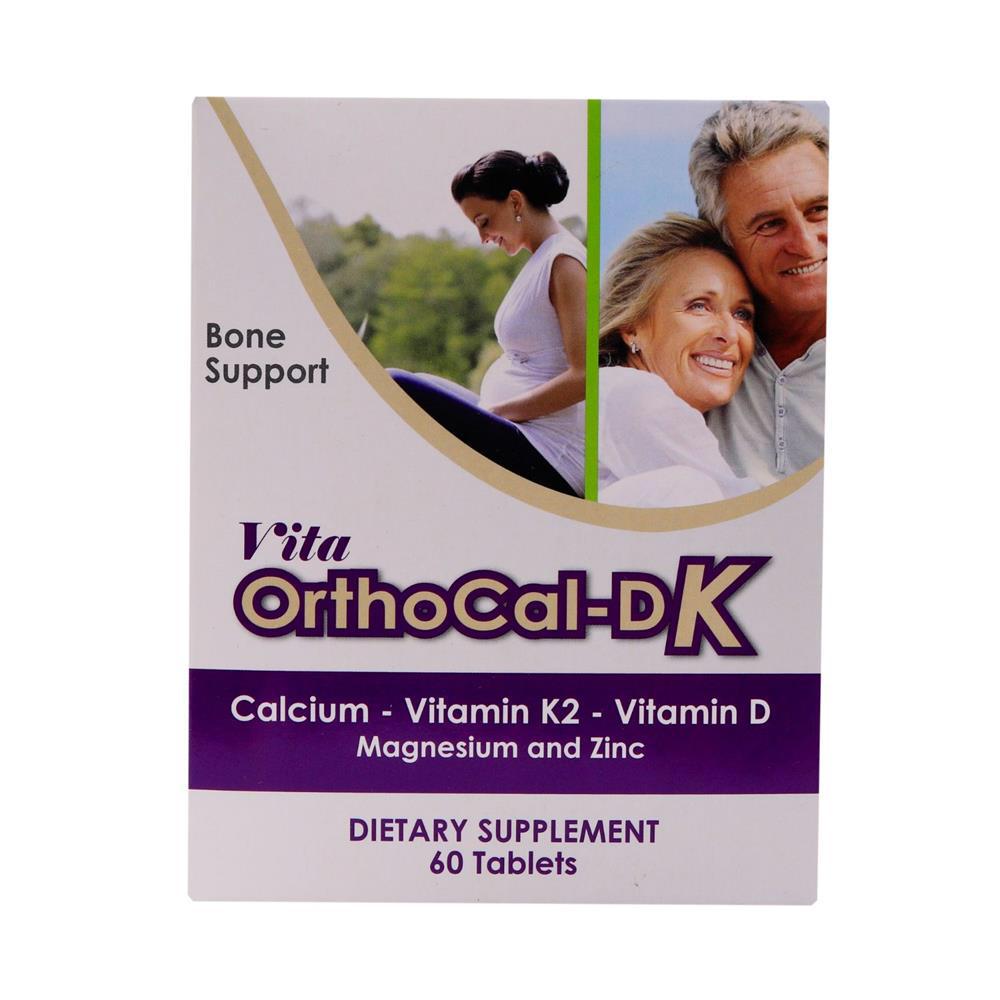 Bone
Support
Vita
OrthoCal-DK
Calcium - Vitamin K2 - Vitamin D
Magnesium and Zinc
DIETARY SUPPLEMENT
60 Tablets